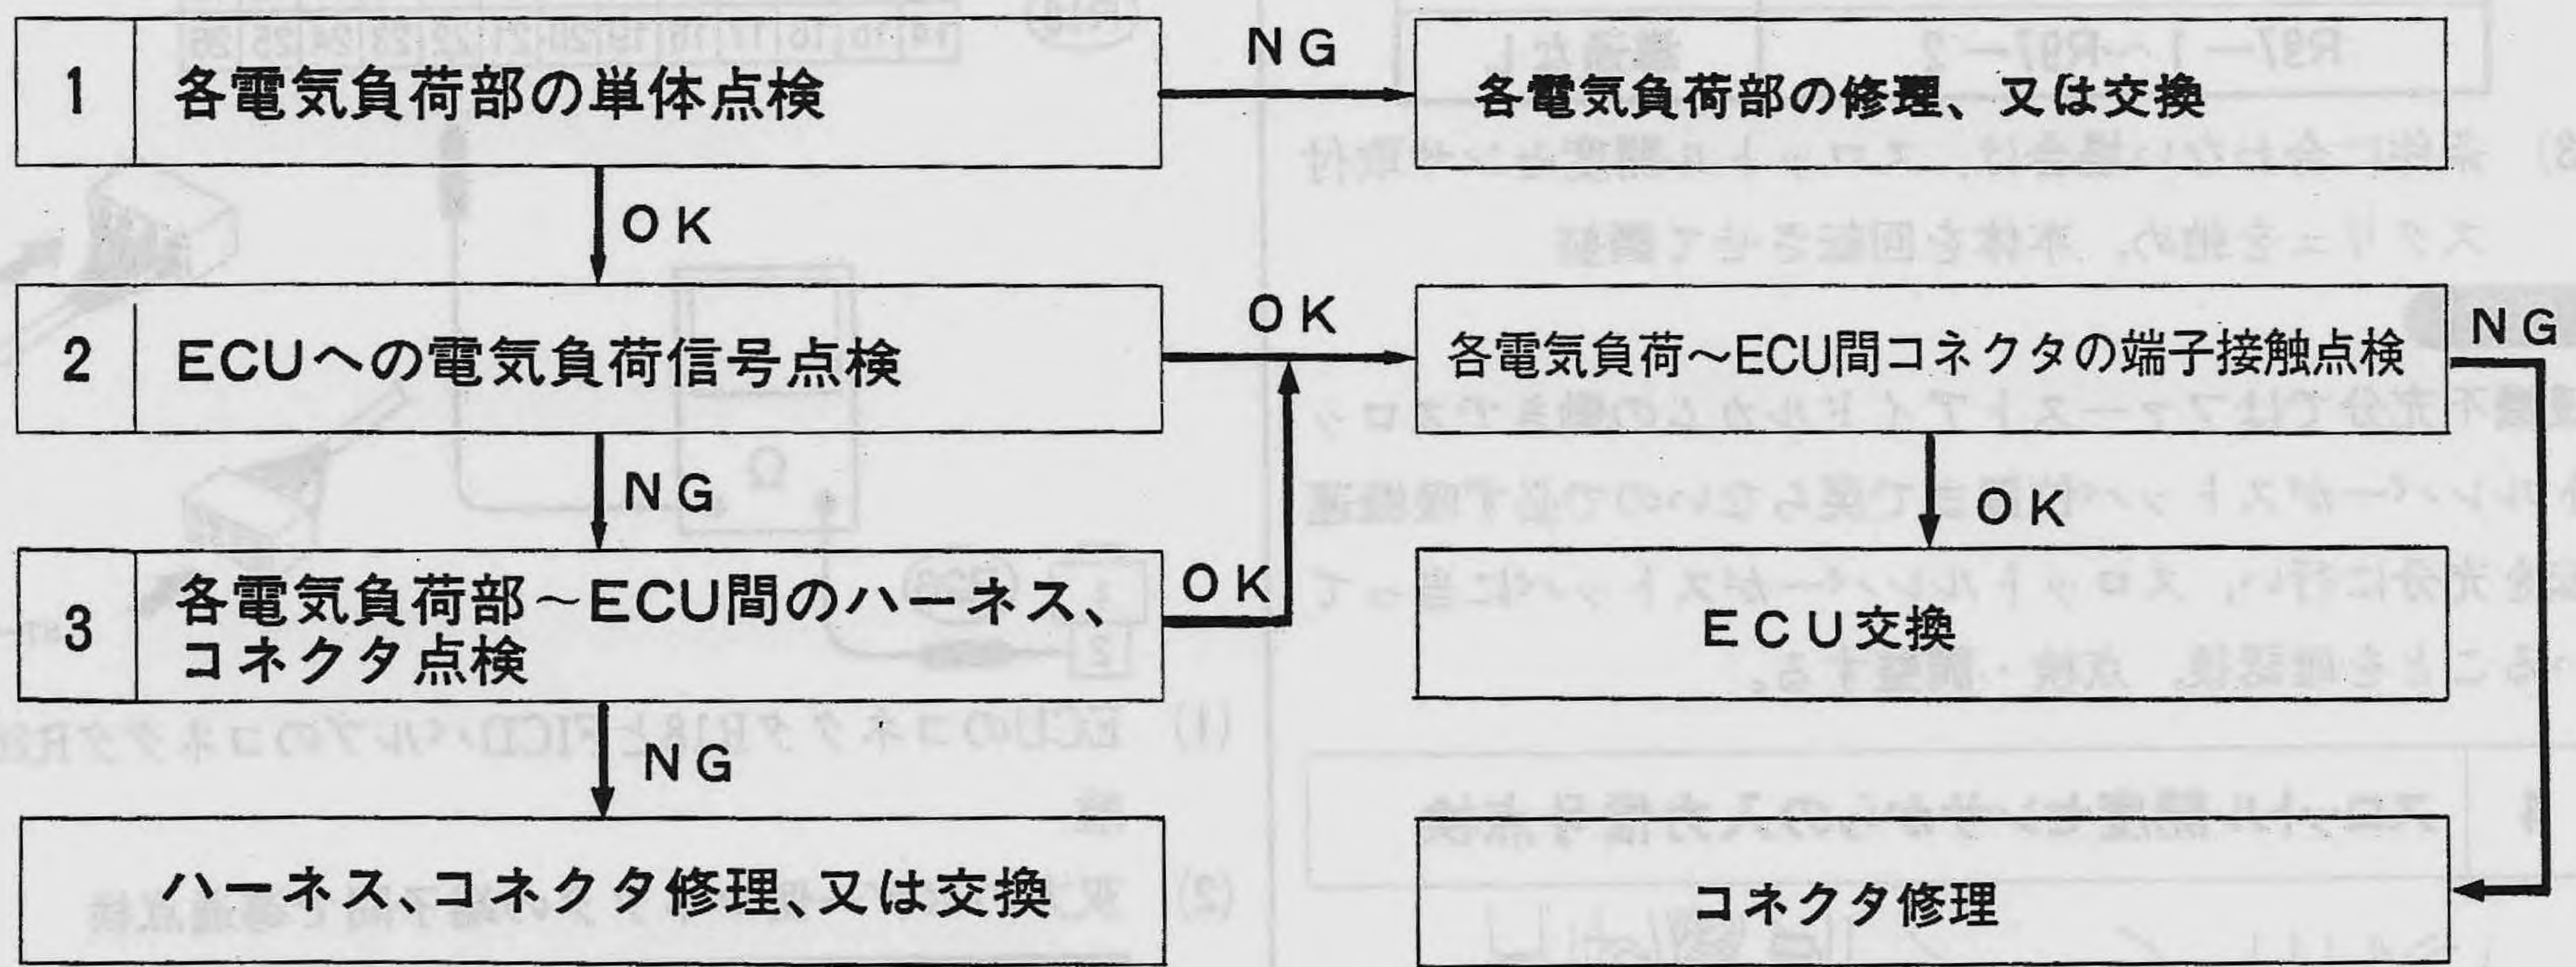 1 各電気負荷部の単体点検
NG
各電気負荷部の修理、又は交換
OK
2 ECUへの電気負荷信号点検
OK
各電気負荷〜ECU間コネクタの端子接触点検
NG
NG
OK
3 各電気負荷部〜ECU間のハーネス、
コネクタ点検
OK
ECU交換
NG
ハーネス、コネクタ修理、又は交換
コネクタ修理